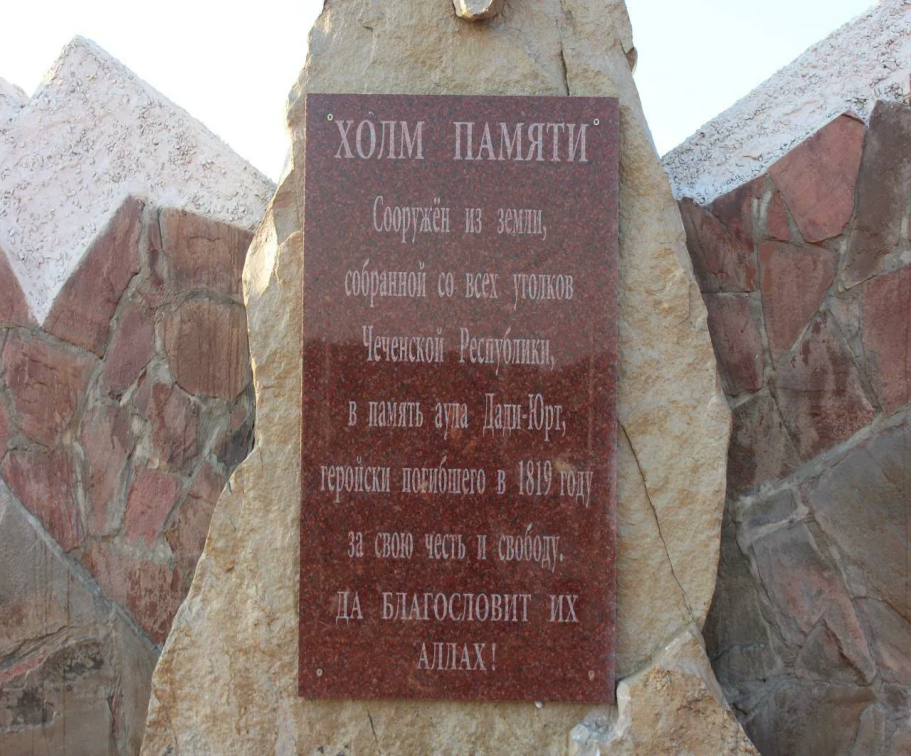 ХОЛМ ПАМЯТИ
Сооружён из земли,
собранной со всех уголков
Чеченской Республики,
в память аула Дади-Юрт,
геройски погибшего в 1819 году
за свою честь и свободу.
ДА БЛАГОСЛОВИТ ИХ
АЛЛАХ!